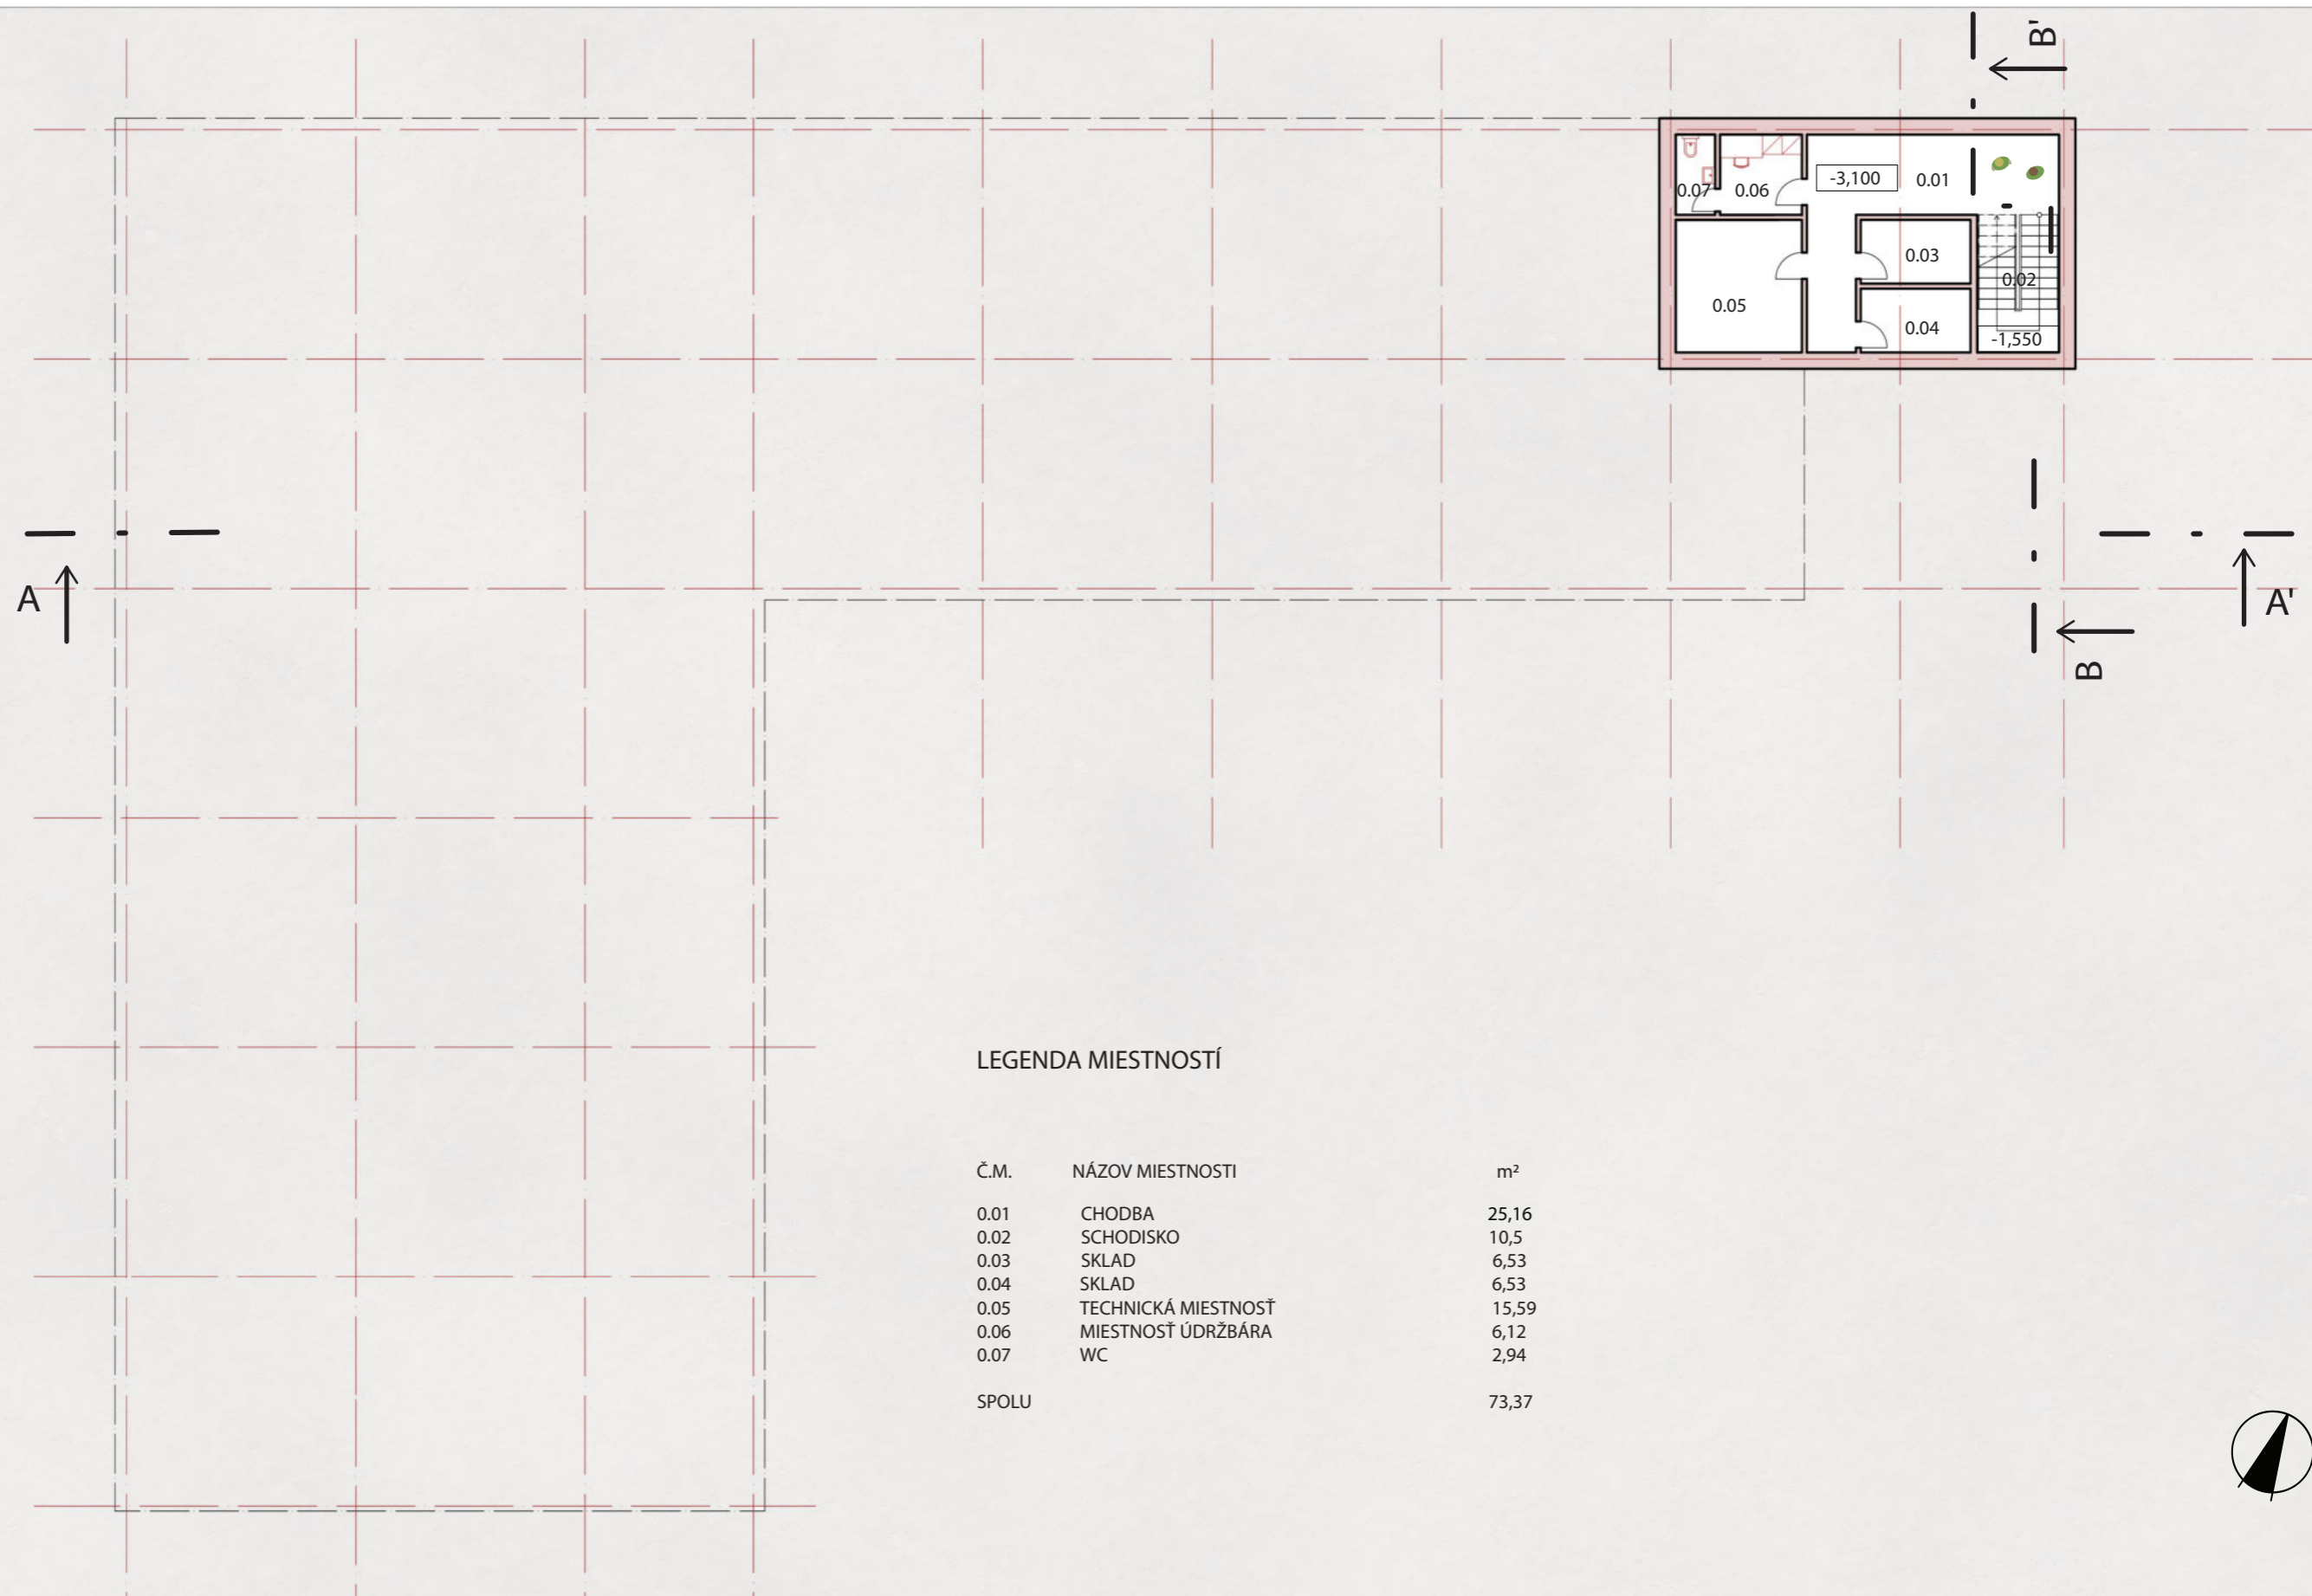 B'
-3,100
0.01
0.07
0.06
0.03
0.02
0.05
0.04
-1,550
A
A'
B
LEGENDA MIESTNOSTÍ
Č.M. NÁZOV MIESTNOSTI m²
0.01 CHODBA 25,16
0.02 SCHODISKO 10,5
0.03 SKLAD 6,53
0.04 SKLAD 6,53
0.05 TECHNICKÁ MIESTNOSŤ 15,59
0.06 MIESTNOSŤ ÚDRŽBÁRA 6,12
0.07 WC 2,94
SPOLU 73,37